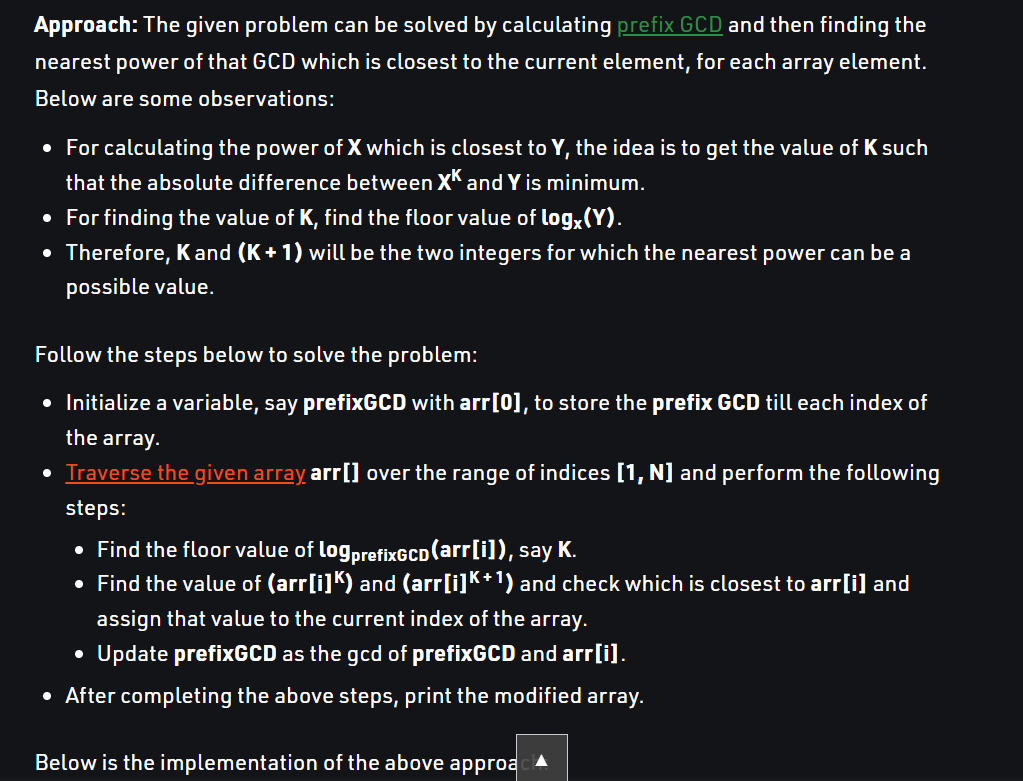 Approach: The given problem can be solved by calculating prefix GCD and then finding the
nearest power of that GCD which is closest to the current element, for each array element.
Below are some observations:
• For calculating the power of X which is closest to Y, the idea is to get the value of K such
that the absolute difference between X^K and Y is minimum.
• For finding the value of K, find the floor value of log_x(Y).
• Therefore, K and (K + 1) will be the two integers for which the nearest power can be a
possible value.
Follow the steps below to solve the problem:
• Initialize a variable, say prefixGCD with arr[0], to store the prefix GCD till each index of
the array.
• Traverse the given array arr[] over the range of indices [1, N] and perform the following
steps:
• Find the floor value of log_prefixGCD(arr[i]), say K.
• Find the value of (arr[i]^K) and (arr[i]^K + 1) and check which is closest to arr[i] and
assign that value to the current index of the array.
• Update prefixGCD as the gcd of prefixGCD and arr[i].
• After completing the above steps, print the modified array.
Below is the implementation of the above approach: